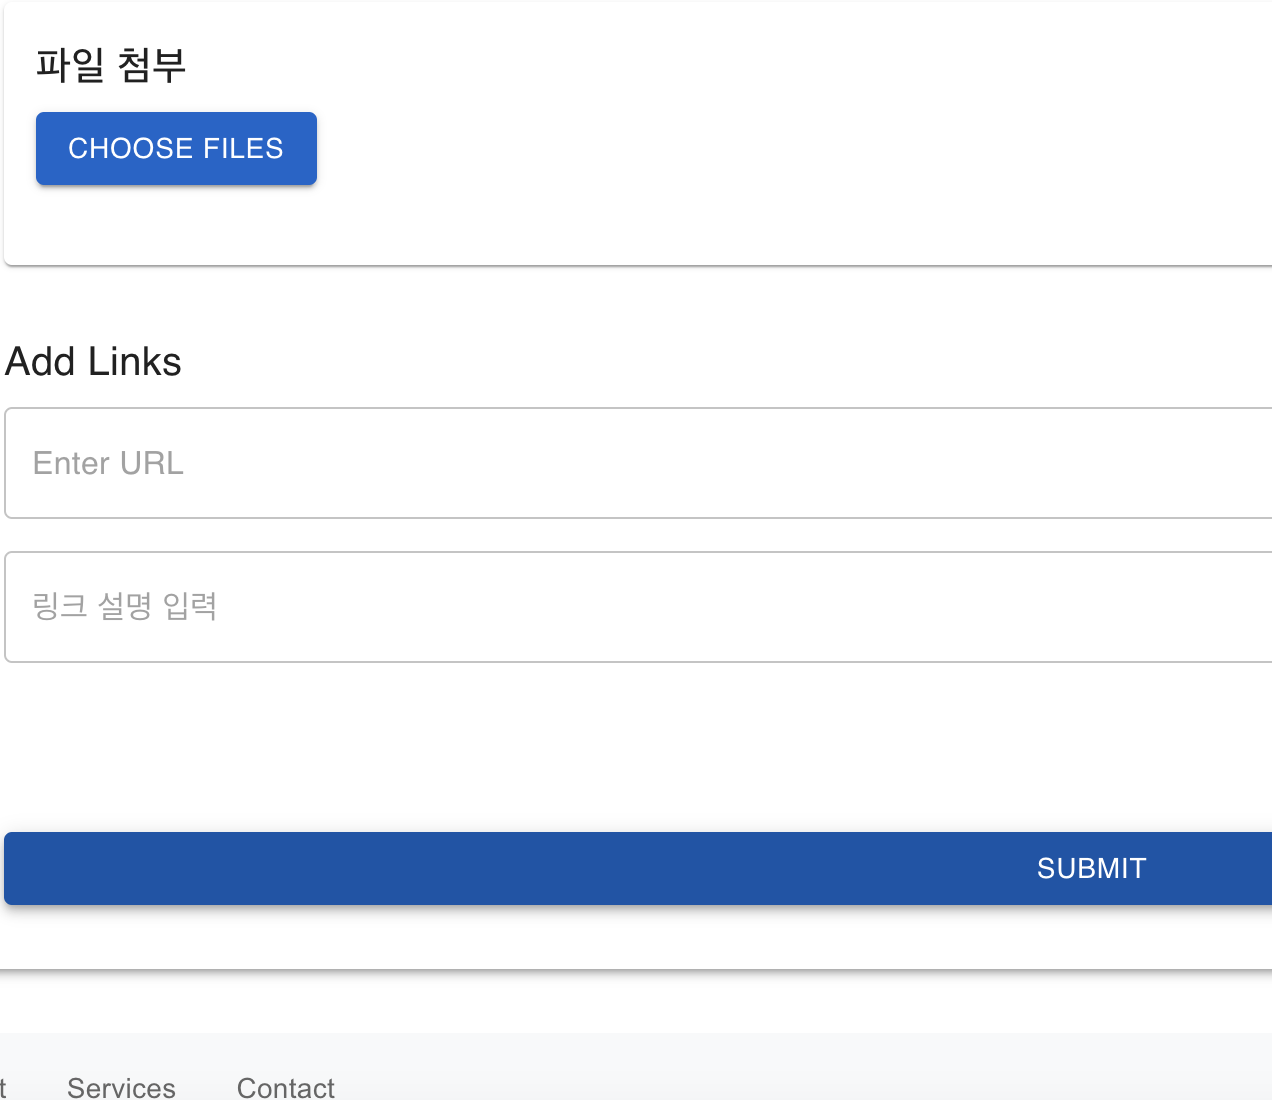 파일 첨부
CHOOSE FILES
Add Links
Enter URL
링크 설명 입력
SUBMIT
Services Contact